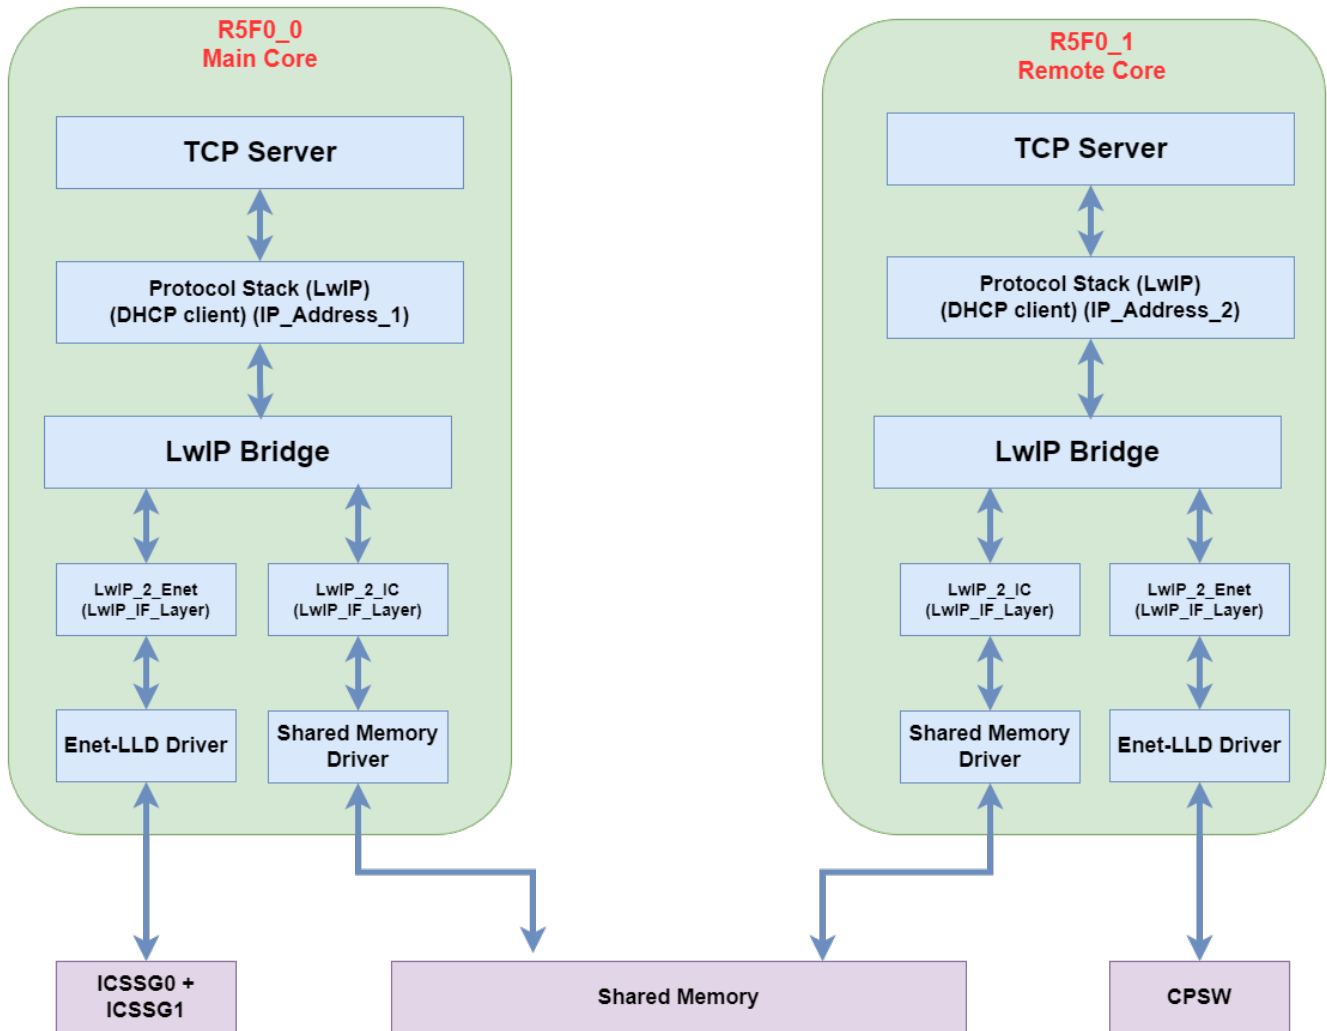 R5F0_0
Main Core
TCP Server
Protocol Stack (LwIP)
(DHCP client) (IP_Address_1)
LwIP Bridge
LwIP_2_Enet
(LwIP_IF_Layer)
LwIP_2_IC
(LwIP_IF_Layer)
Enet-LLD Driver
Shared Memory
Driver
R5F0_1
Remote Core
TCP Server
Protocol Stack (LwIP)
(DHCP client) (IP_Address_2)
LwIP Bridge
LwIP_2_IC
(LwIP_IF_Layer)
LwIP_2_Enet
(LwIP_IF_Layer)
Shared Memory
Driver
Enet-LLD Driver
ICSSG0 +
ICSSG1
Shared Memory
CPSW